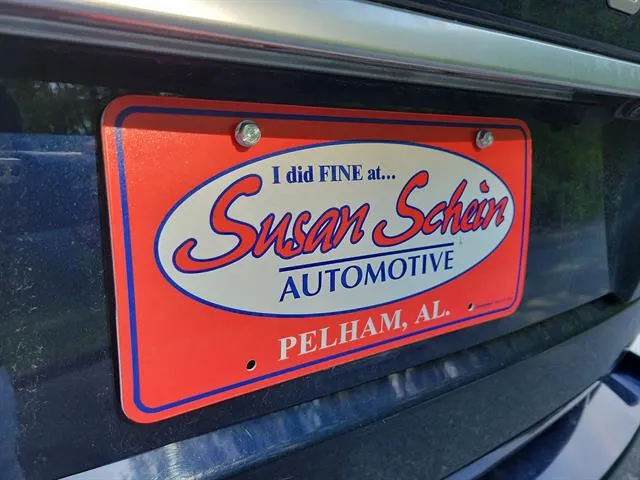 I did FINE at...
Susan Schein
AUTOMOTIVE
PELHAM, AL.